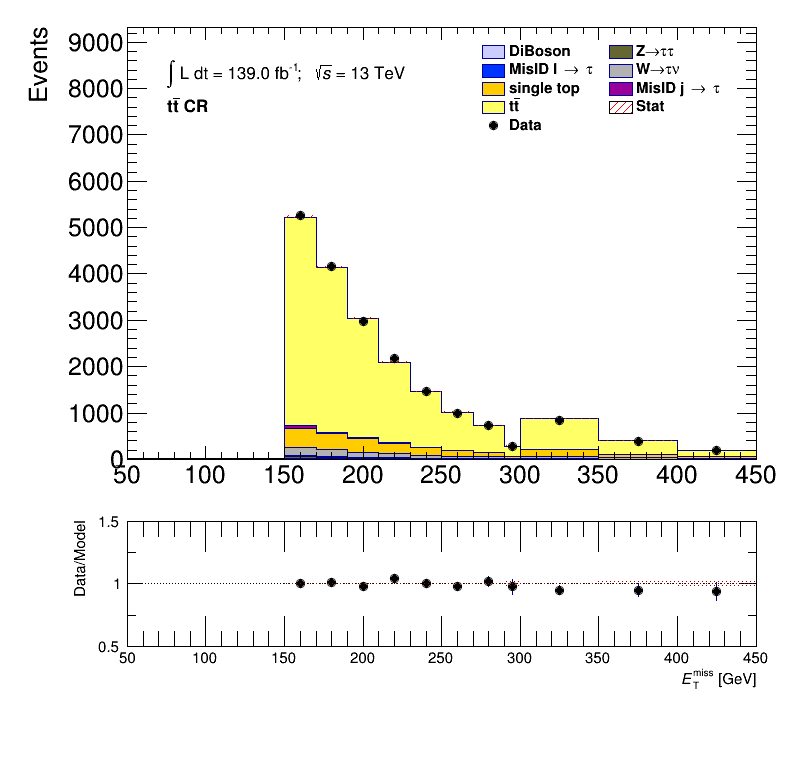 Events
9000
8000
7000
6000
5000
4000
3000
2000
1000
0
∫ L dt = 139.0 fb⁻¹; √s = 13 TeV
tt̄ CR
DiBoson
MisID l → τ
single top
tt̄
Data
Z→ττ
W→τν
MisID j → τ
Stat
50 100 150 200 250 300 350 400 450
Data/Model
1.5
1
0.5
50 100 150 200 250 300 350 400 450
E_T^miss [GeV]